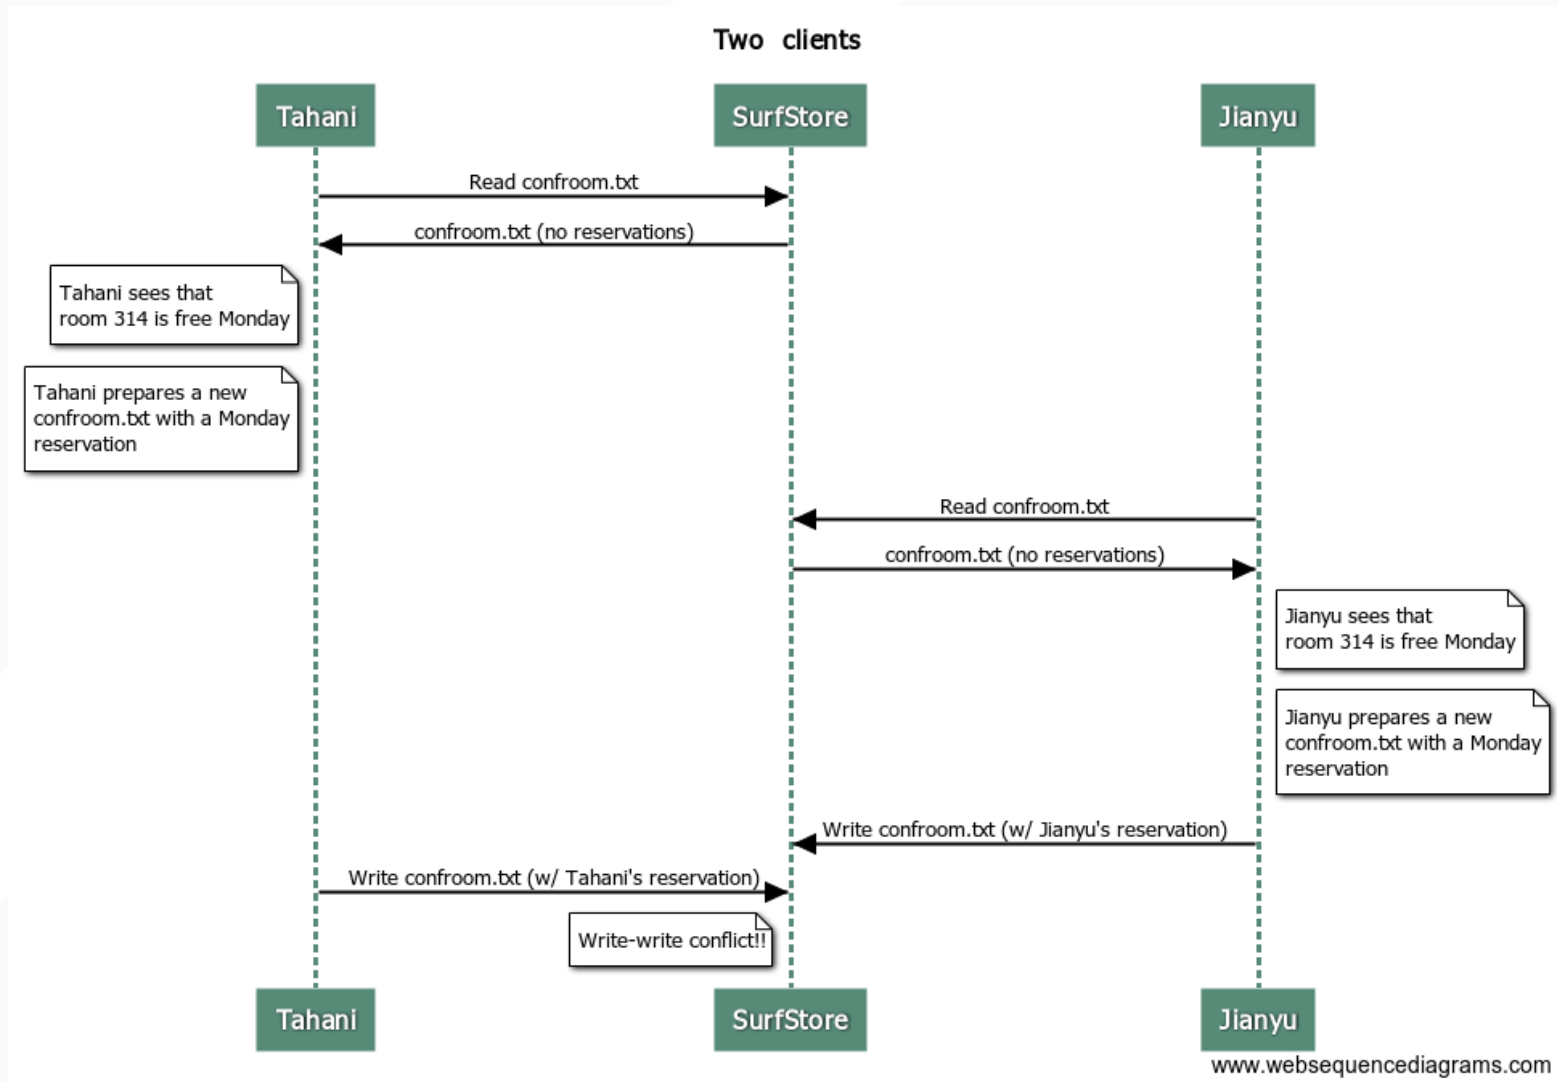 Two clients
Tahani
SurfStore
Jianyu
Read confroom.txt
confroom.txt (no reservations)
Tahani sees that
room 314 is free Monday
Tahani prepares a new
confroom.txt with a Monday
reservation
Read confroom.txt
confroom.txt (no reservations)
Jianyu sees that
room 314 is free Monday
Jianyu prepares a new
confroom.txt with a Monday
reservation
Write confroom.txt (w/ Jianyu's reservation)
Write confroom.txt (w/ Tahani's reservation)
Write-write conflict!!
Tahani
SurfStore
Jianyu
www.websequencediagrams.com